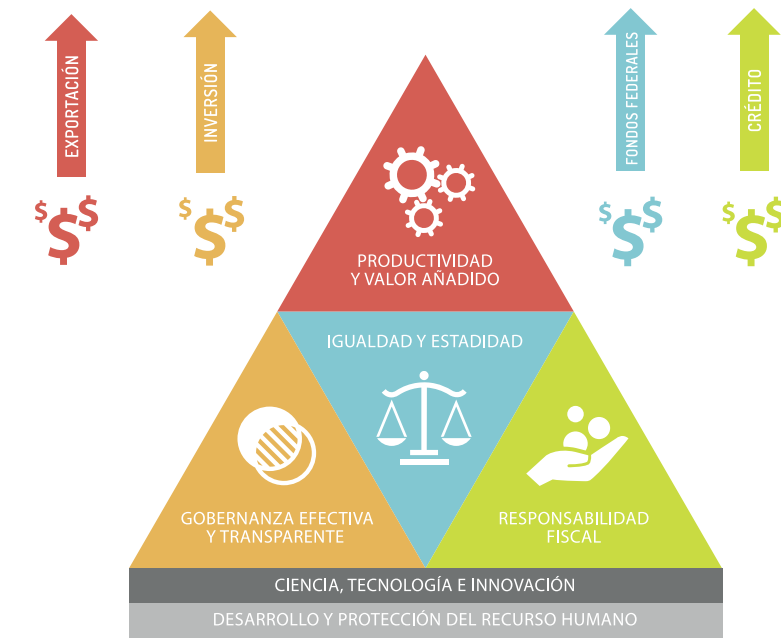 EXPORTACIÓN
INVERSIÓN
FONDOS FEDERALES
CRÉDITO
$ $ $
$ $ $
$ $ $
$ $ $
PRODUCTIVIDAD
Y VALOR AÑADIDO
IGUALDAD Y ESTADIDAD
GOBERNANZA EFECTIVA
Y TRANSPARENTE
RESPONSABILIDAD
FISCAL
CIENCIA, TECNOLOGÍA E INNOVACIÓN
DESARROLLO Y PROTECCIÓN DEL RECURSO HUMANO